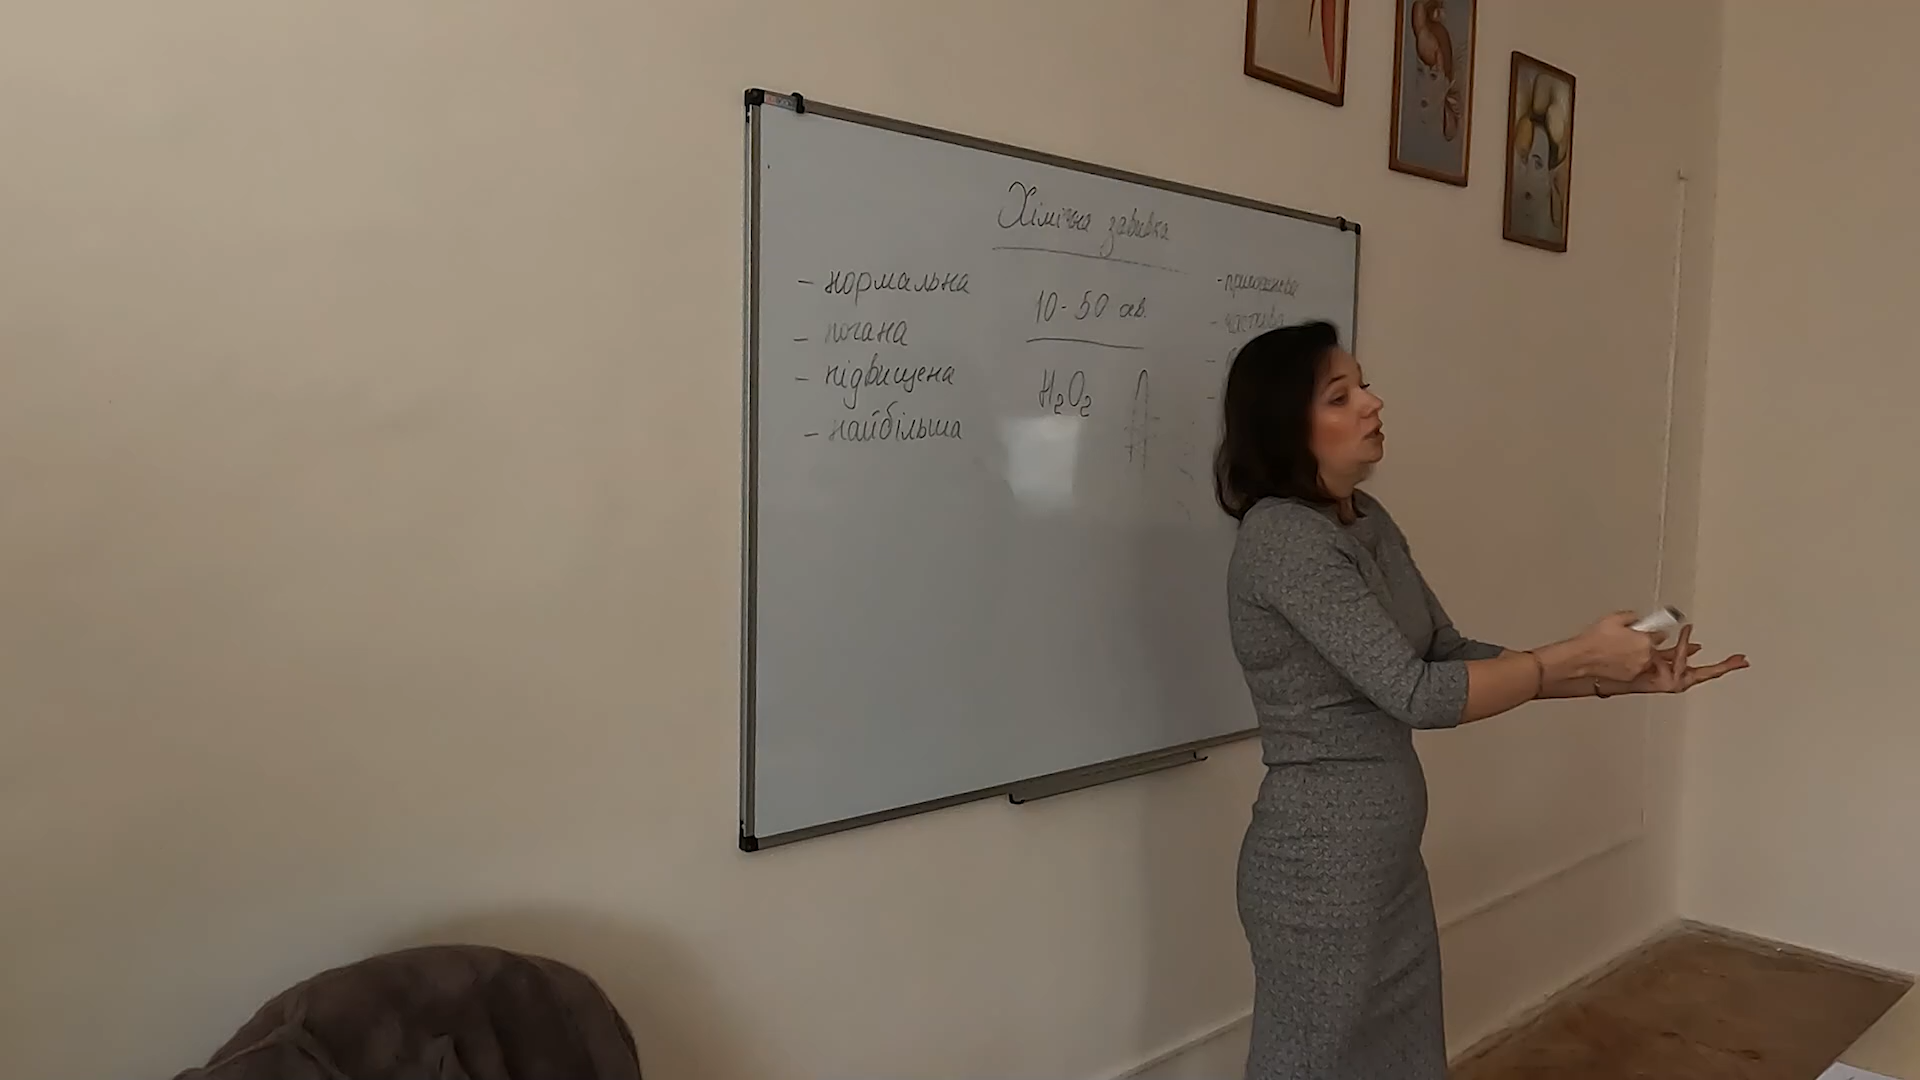 Хімічна завивка
- нормальна
- погана
- підвищена
- найбільша
10-50 хв.
H2O2